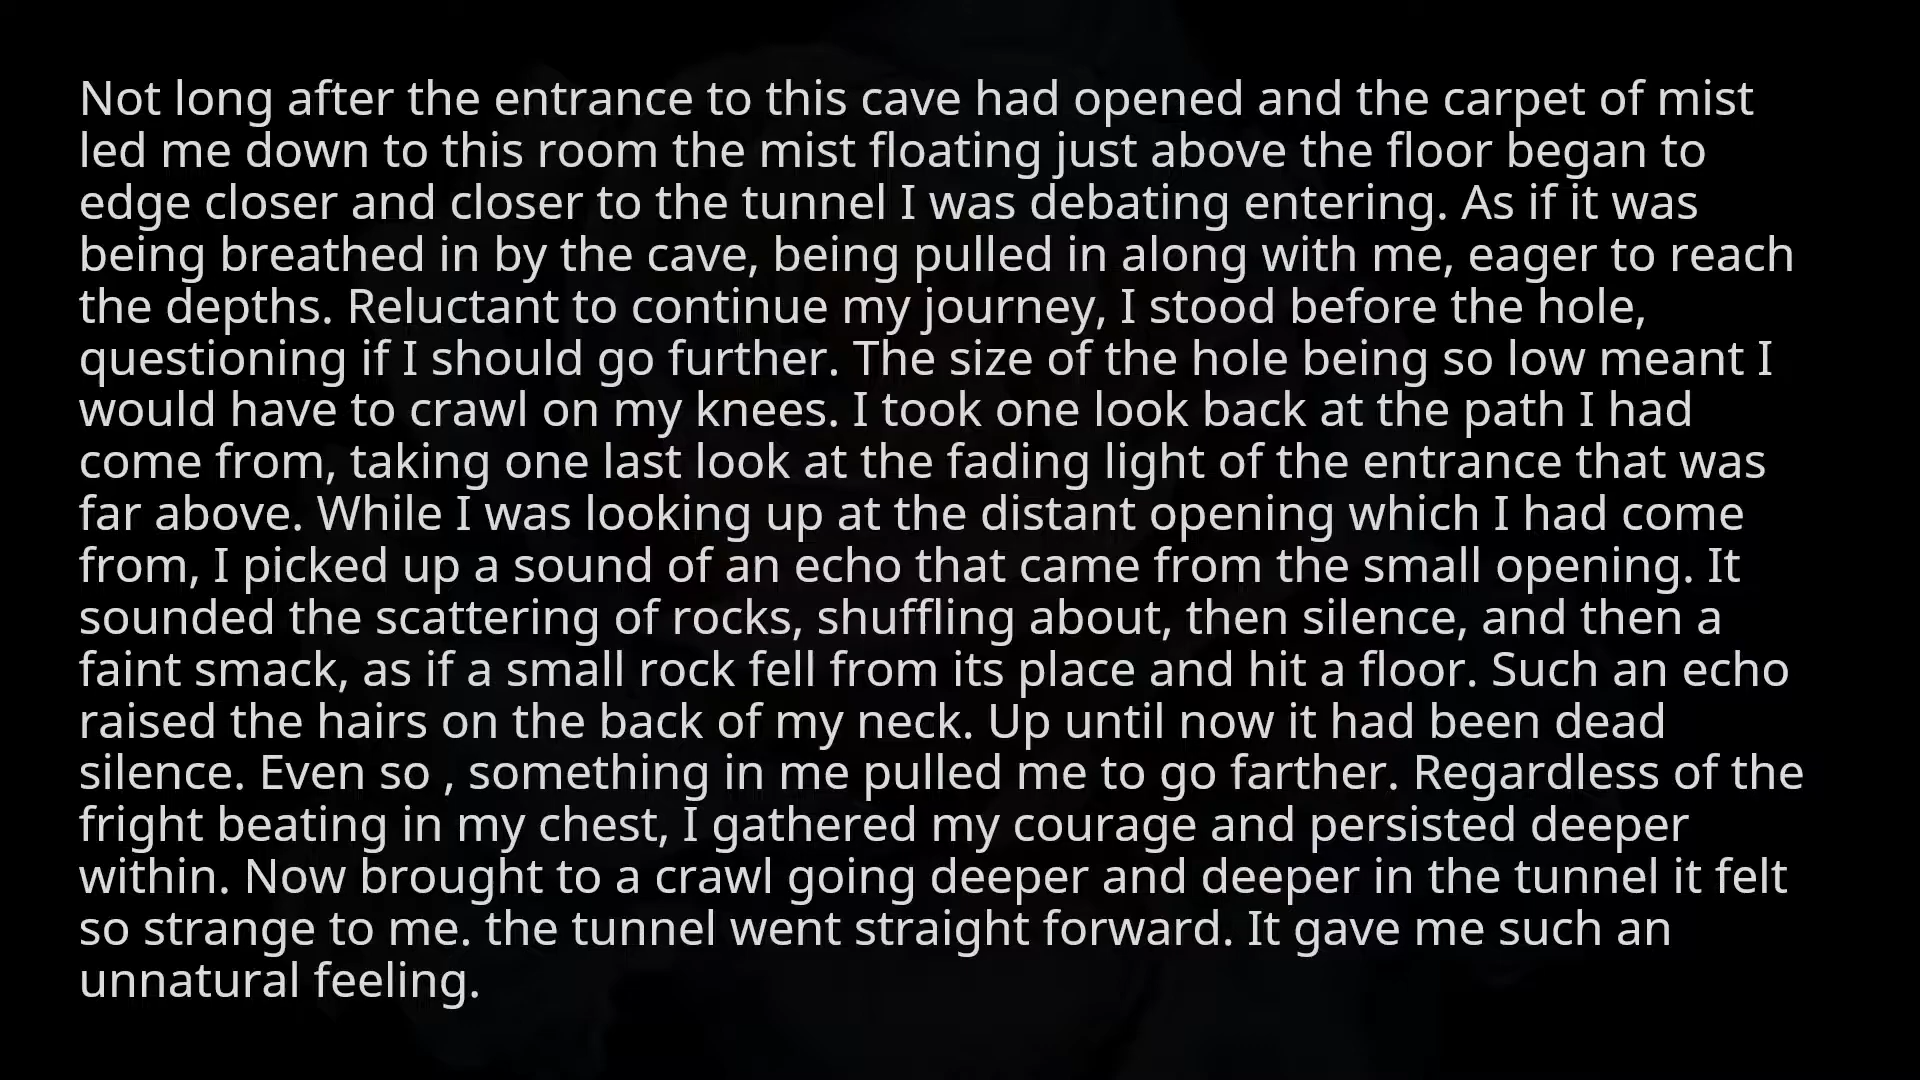 Not long after the entrance to this cave had opened and the carpet of mist
led me down to this room the mist floating just above the floor began to
edge closer and closer to the tunnel I was debating entering. As if it was
being breathed in by the cave, being pulled in along with me, eager to reach
the depths. Reluctant to continue my journey, I stood before the hole,
questioning if I should go further. The size of the hole being so low meant I
would have to crawl on my knees. I took one look back at the path I had
come from, taking one last look at the fading light of the entrance that was
far above. While I was looking up at the distant opening which I had come
from, I picked up a sound of an echo that came from the small opening. It
sounded the scattering of rocks, shuffling about, then silence, and then a
faint smack, as if a small rock fell from its place and hit a floor. Such an echo
raised the hairs on the back of my neck. Up until now it had been dead
silence. Even so , something in me pulled me to go farther. Regardless of the
fright beating in my chest, I gathered my courage and persisted deeper
within. Now brought to a crawl going deeper and deeper in the tunnel it felt
so strange to me. the tunnel went straight forward. It gave me such an
unnatural feeling.